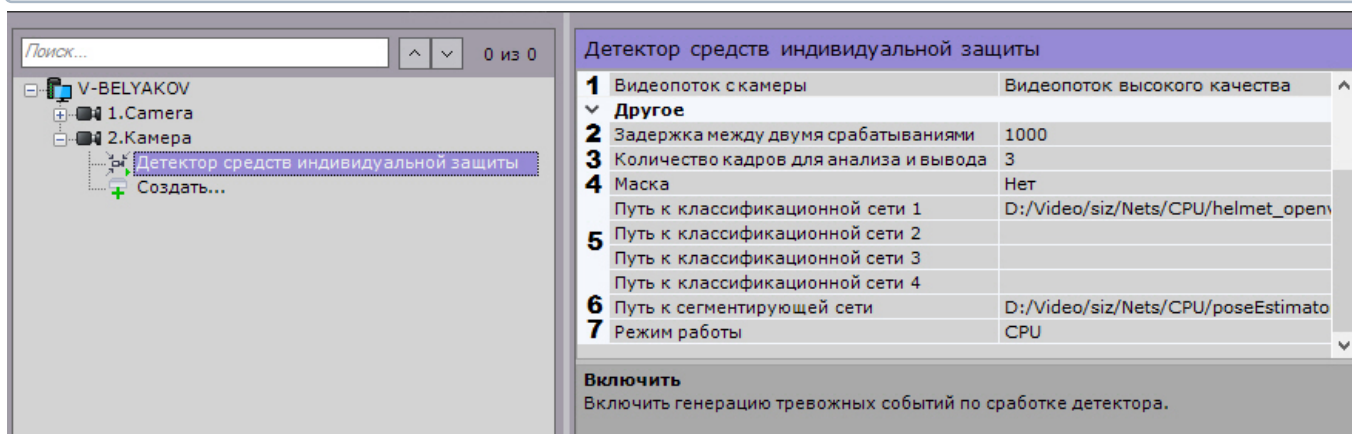 Поиск...
0 из 0
V-BELYAKOV
1.Camera
2.Камера
Детектор средств индивидуальной защиты
Создать...
Детектор средств индивидуальной защиты
1 Видеопоток с камеры Видеопоток высокого качества
Другое
2 Задержка между двумя срабатываниями 1000
3 Количество кадров для анализа и вывода 3
4 Маска Нет
Путь к классификационной сети 1 D:/Video/siz/Nets/CPU/helmet_openv
5 Путь к классификационной сети 2
Путь к классификационной сети 3
Путь к классификационной сети 4
6 Путь к сегментирующей сети D:/Video/siz/Nets/CPU/poseEstimato
7 Режим работы CPU
Включить
Включить генерацию тревожных событий по сработке детектора.